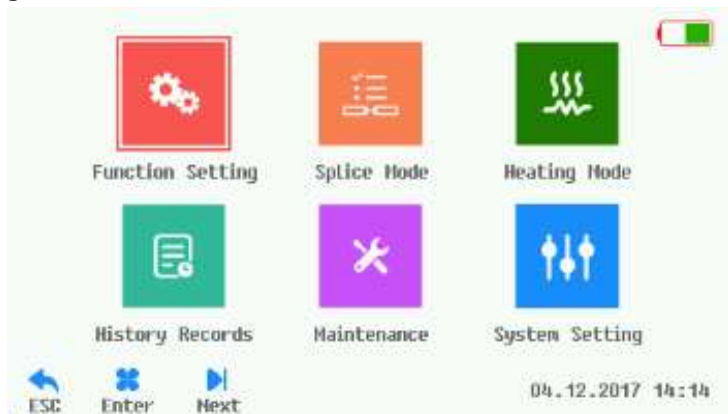 Function Setting Splice Mode Heating Mode
History Records Maintenance System Setting
ESC Enter Next 04.12.2017 14:14